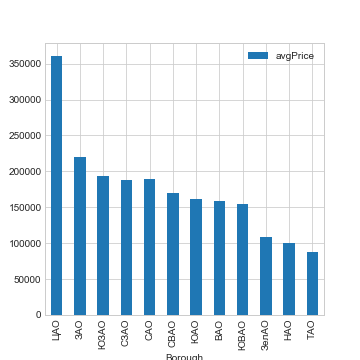 avgPrice
350000
300000
250000
200000
150000
100000
50000
0
ЦАО
ЗАО
ЮЗАО
СЗАО
САО
СВАО
ЮАО
ВАО
ЮВАО
ЗелАО
НАО
ТАО
Borough